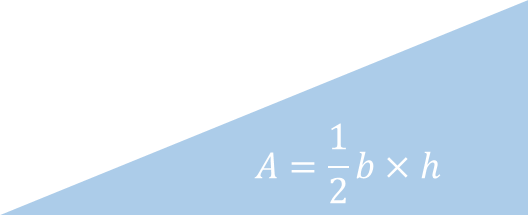 A = 1/2 b × h